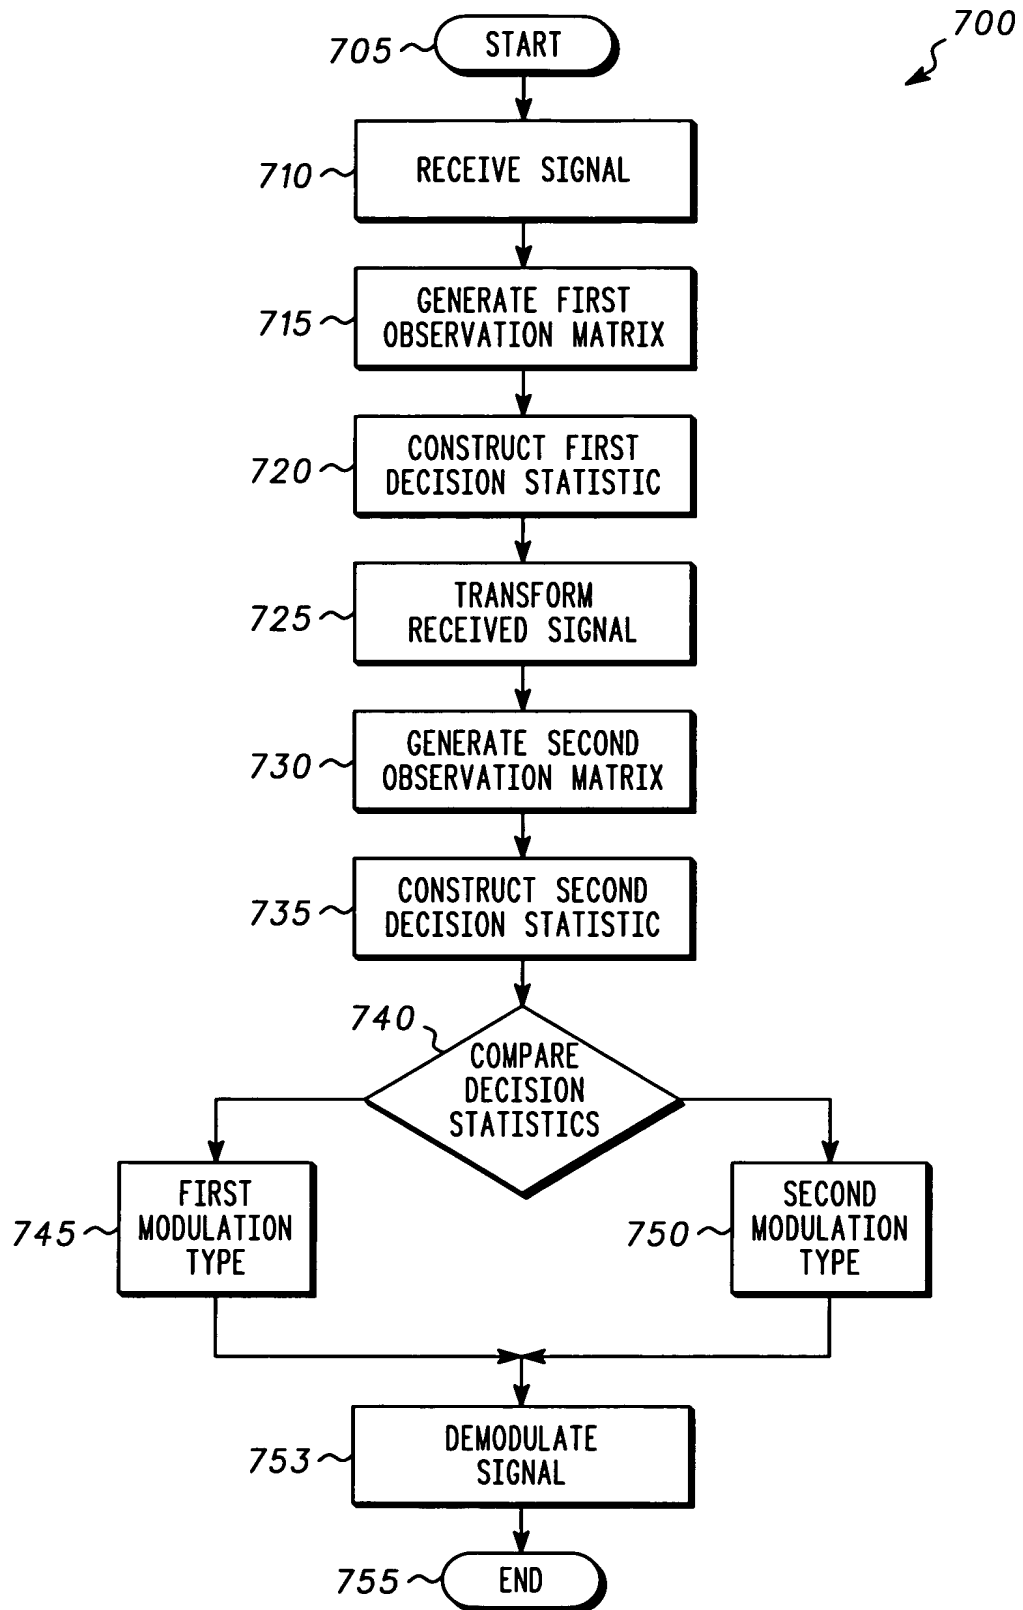 700
705
START
710
RECEIVE SIGNAL
715
GENERATE FIRST
OBSERVATION MATRIX
720
CONSTRUCT FIRST
DECISION STATISTIC
725
TRANSFORM
RECEIVED SIGNAL
730
GENERATE SECOND
OBSERVATION MATRIX
735
CONSTRUCT SECOND
DECISION STATISTIC
740
COMPARE
DECISION
STATISTICS
745
FIRST
MODULATION
TYPE
750
SECOND
MODULATION
TYPE
753
DEMODULATE
SIGNAL
755
END